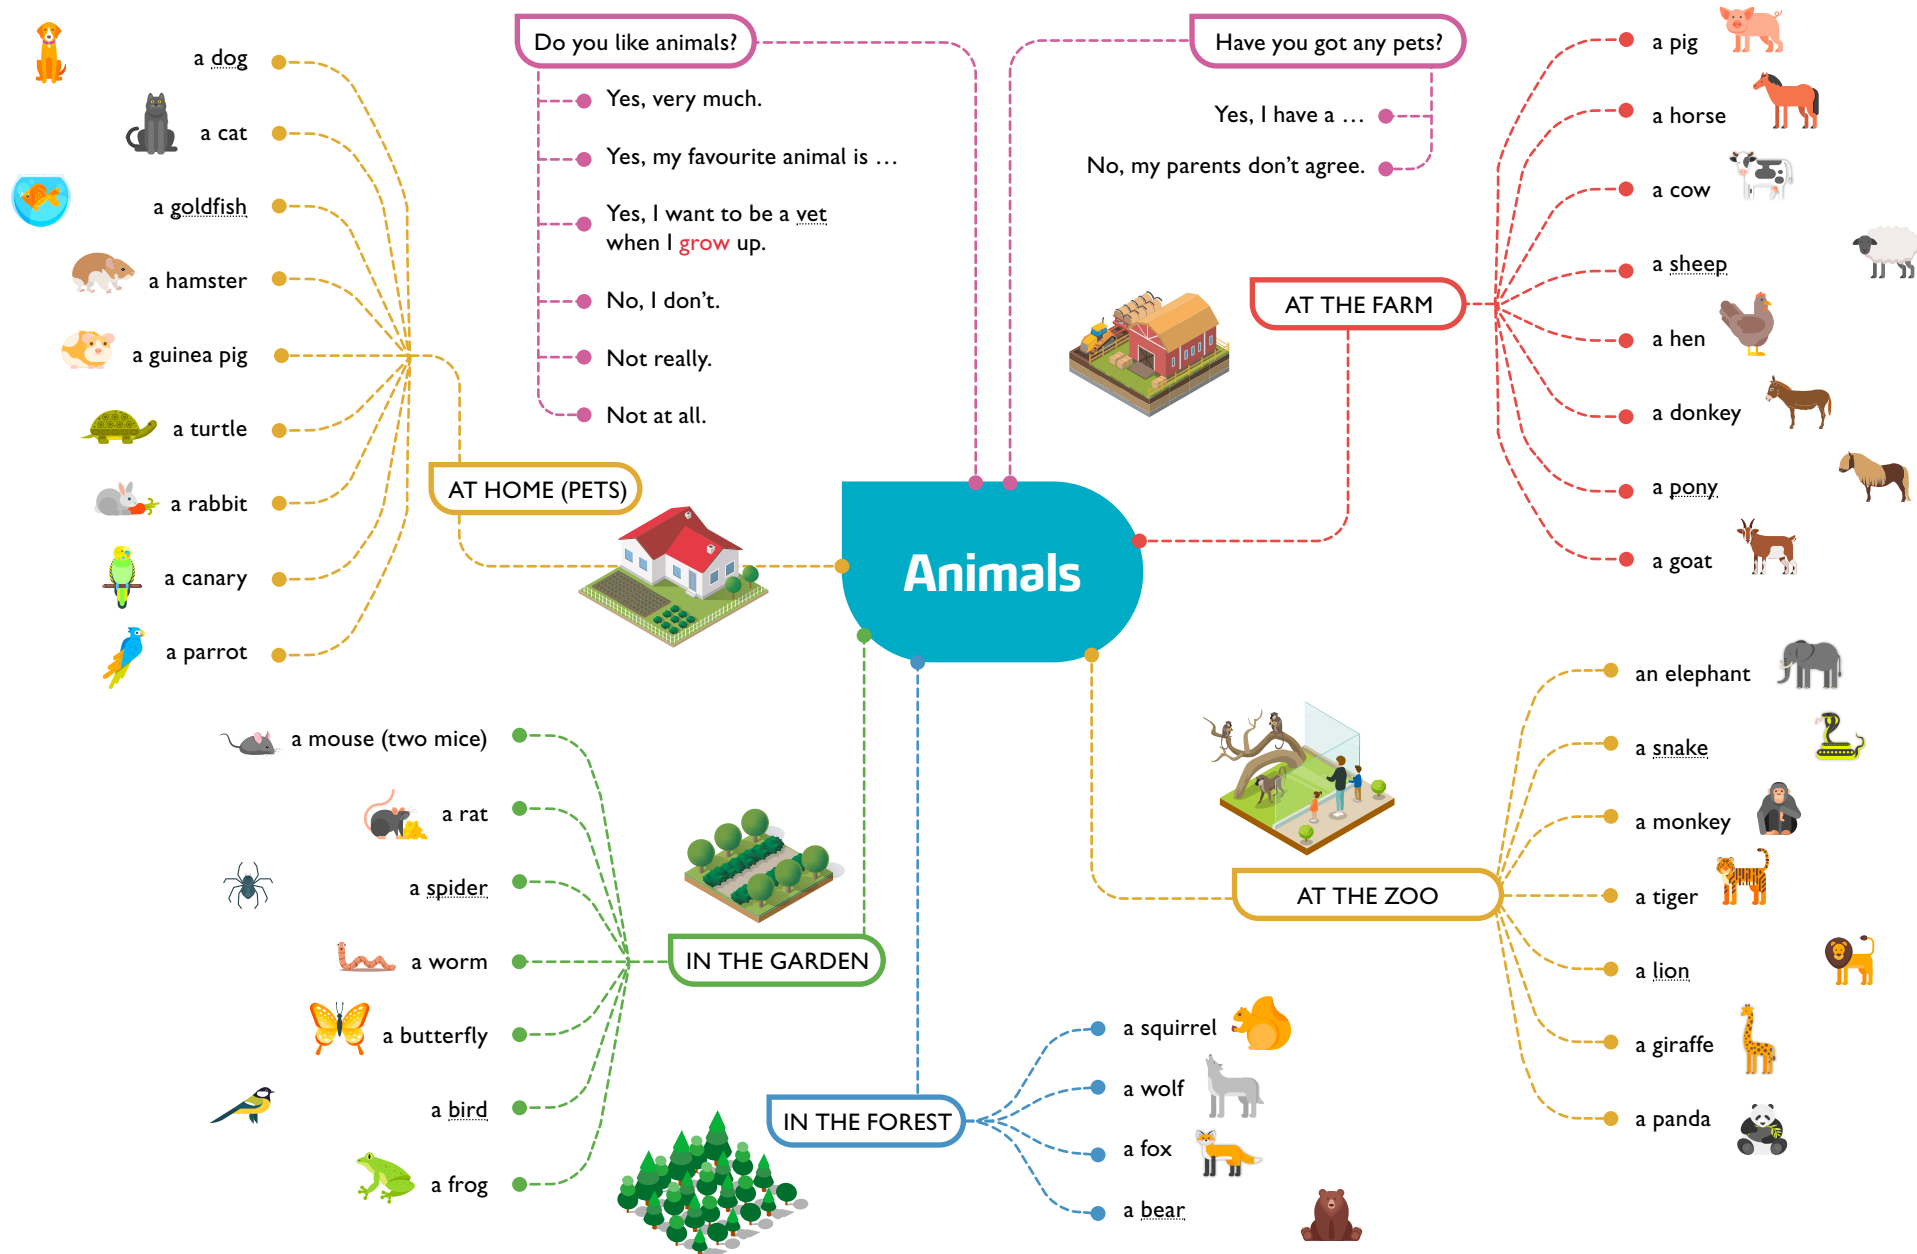 Do you like animals?
Yes, very much.
Yes, my favourite animal is …
Yes, I want to be a vet
when I grow up.
No, I don't.
Not really.
Not at all.
Have you got any pets?
Yes, I have a …
No, my parents don't agree.
Animals
AT HOME (PETS)
a dog
a cat
a goldfish
a hamster
a guinea pig
a turtle
a rabbit
a canary
a parrot
AT THE FARM
a pig
a horse
a cow
a sheep
a hen
a donkey
a pony
a goat
IN THE GARDEN
a mouse (two mice)
a rat
a spider
a worm
a butterfly
a bird
a frog
IN THE FOREST
a squirrel
a wolf
a fox
a bear
AT THE ZOO
an elephant
a snake
a monkey
a tiger
a lion
a giraffe
a panda